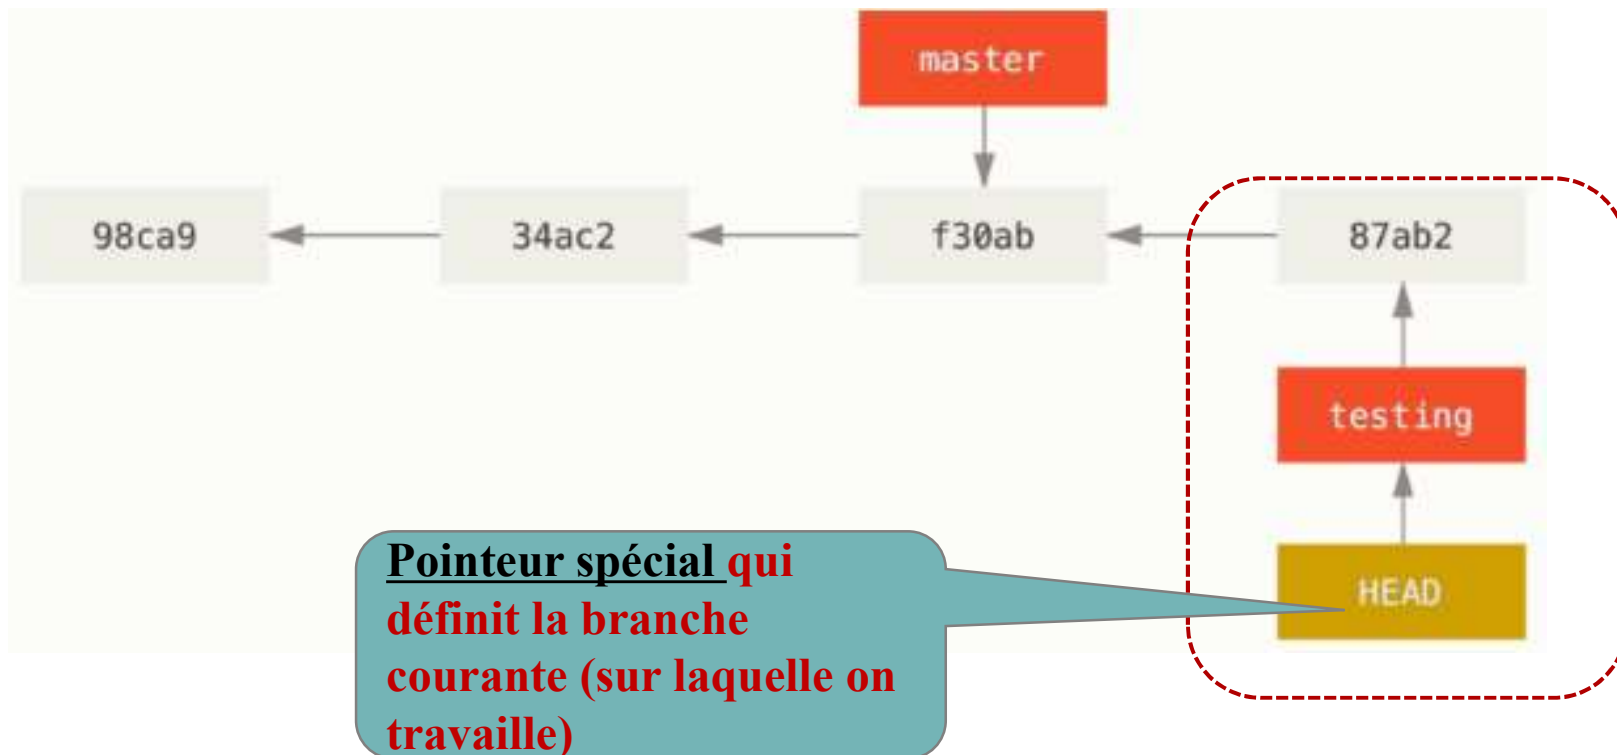 master
98ca9
34ac2
f30ab
87ab2
testing
HEAD
Pointeur spécial qui
définit la branche
courante (sur laquelle on
travaille)